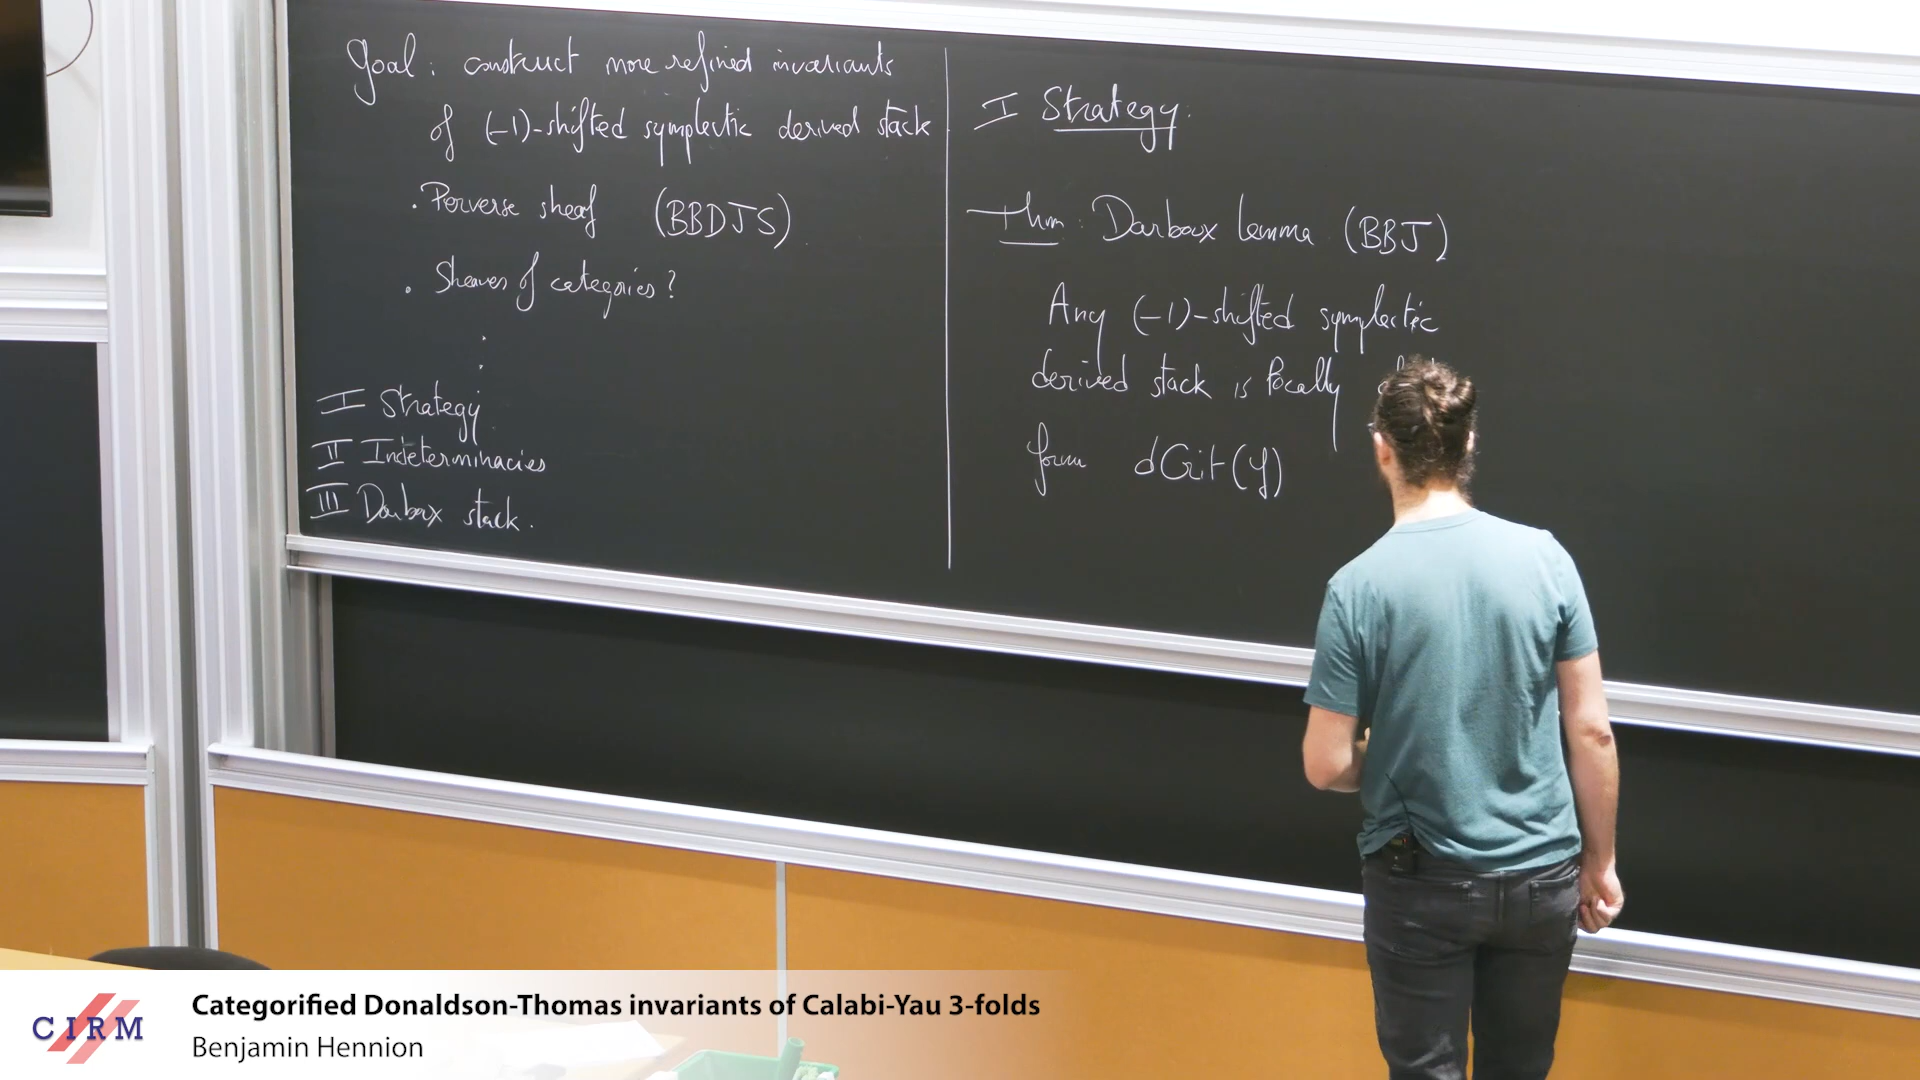 Goal : construct more refined invariants
of (-1)-shifted symplectic derived stack
. Perverse sheaf (BBDJS).
. Sheaves of categories ?
I Strategy
II Indeterminacies
III Darboux stack.
I Strategy.
Thm : Darboux lemma (BBJ)
Any (-1)-shifted symplectic
derived stack is locally
form dCrit(f)
CIRM
Categorified Donaldson-Thomas invariants of Calabi-Yau 3-folds
Benjamin Hennion